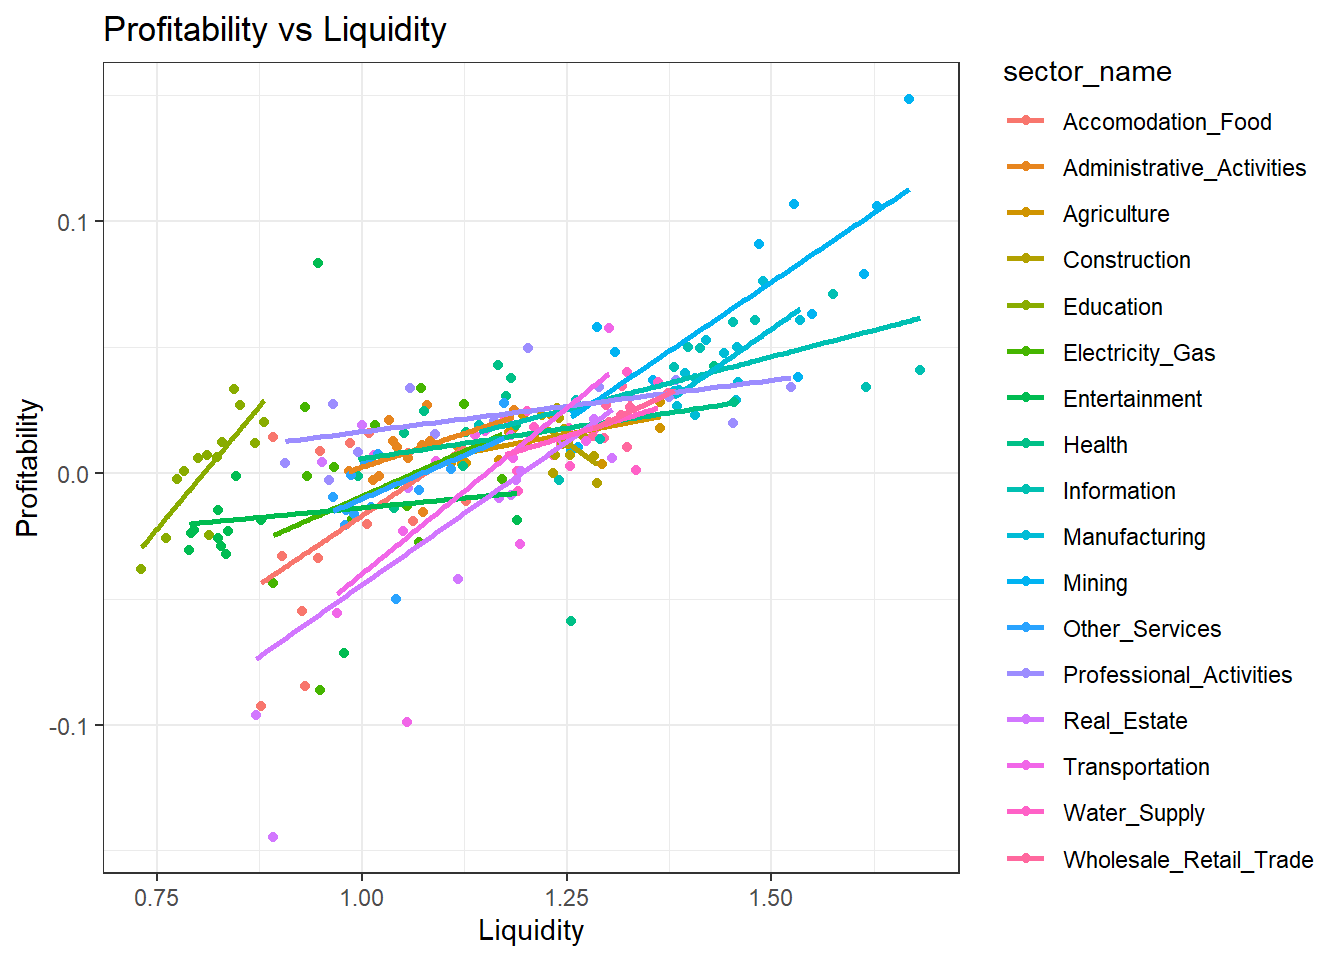 Profitability vs Liquidity
Profitability
0.1
0.0
-0.1
0.75
1.00
1.25
1.50
Liquidity
sector_name
Accomodation_Food
Administrative_Activities
Agriculture
Construction
Education
Electricity_Gas
Entertainment
Health
Information
Manufacturing
Mining
Other_Services
Professional_Activities
Real_Estate
Transportation
Water_Supply
Wholesale_Retail_Trade